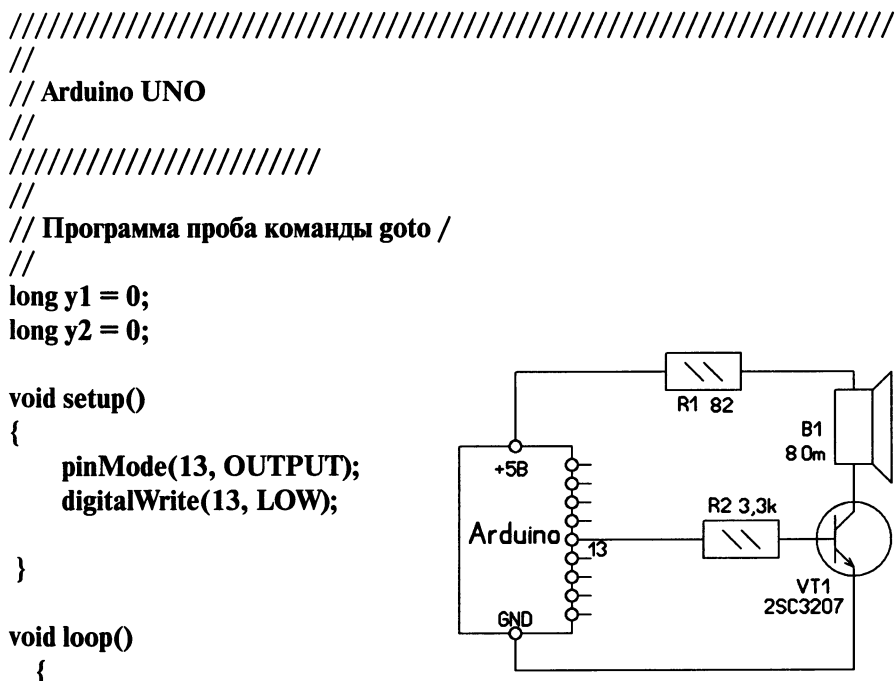 //////////////////////////////////////////////////////////////////////
//
// Arduino UNO
//
////////////////////////
//
// Программа проба команды goto /
//
long y1 = 0;
long y2 = 0;
void setup()
{
pinMode(13, OUTPUT);
digitalWrite(13, LOW);
}
void loop()
{
R1 82
B1
8 Om
+5В
R2 3,3k
Arduino
13
VT1
2SC3207
GND